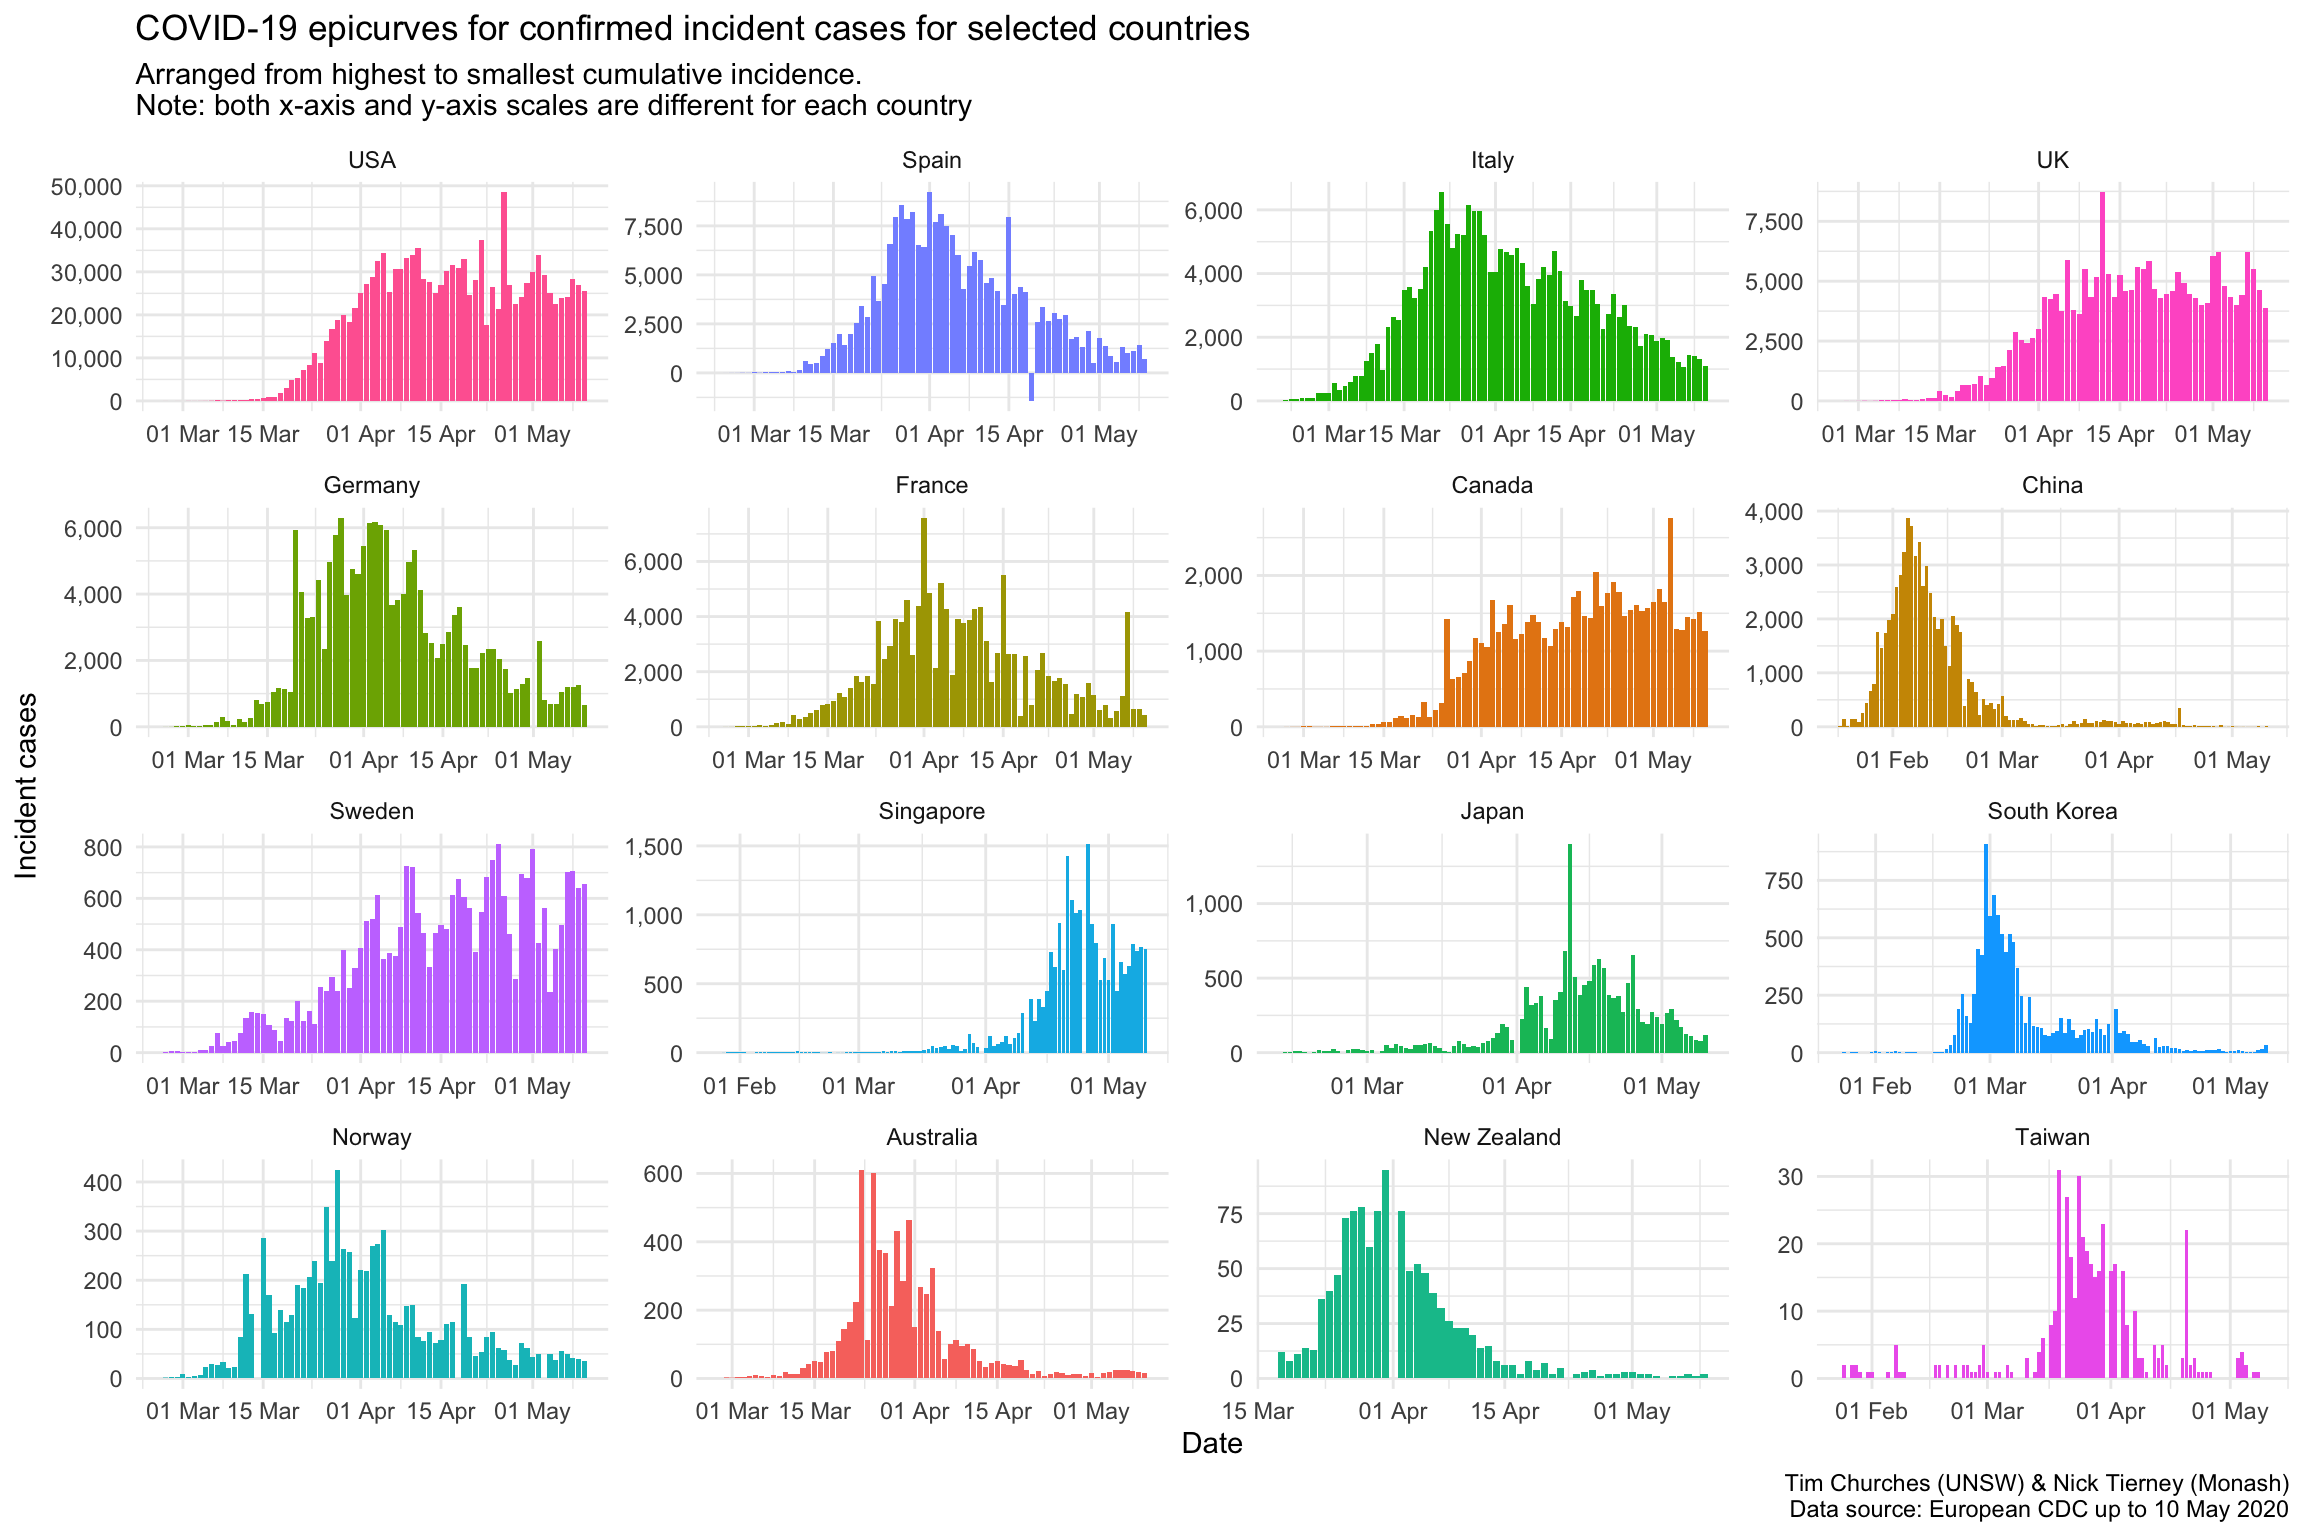 COVID-19 epicurves for confirmed incident cases for selected countries
Arranged from highest to smallest cumulative incidence.
Note: both x-axis and y-axis scales are different for each country
USA
50,000
40,000
30,000
20,000
10,000
0
01 Mar 15 Mar 01 Apr 15 Apr 01 May
Spain
7,500
5,000
2,500
0
01 Mar 15 Mar 01 Apr 15 Apr 01 May
Italy
6,000
4,000
2,000
0
01 Mar 15 Mar 01 Apr 15 Apr 01 May
UK
7,500
5,000
2,500
0
01 Mar 15 Mar 01 Apr 15 Apr 01 May
Germany
6,000
4,000
2,000
0
01 Mar 15 Mar 01 Apr 15 Apr 01 May
France
6,000
4,000
2,000
0
01 Mar 15 Mar 01 Apr 15 Apr 01 May
Canada
2,000
1,000
0
01 Mar 15 Mar 01 Apr 15 Apr 01 May
China
4,000
3,000
2,000
1,000
0
01 Feb 01 Mar 01 Apr 01 May
Incident cases
Sweden
800
600
400
200
0
01 Mar 15 Mar 01 Apr 15 Apr 01 May
Singapore
1,500
1,000
500
0
01 Feb 01 Mar 01 Apr 01 May
Japan
1,000
500
0
01 Mar 01 Apr 01 May
South Korea
750
500
250
0
01 Feb 01 Mar 01 Apr 01 May
Norway
400
300
200
100
0
01 Mar 15 Mar 01 Apr 15 Apr 01 May
Australia
600
400
200
0
01 Mar 15 Mar 01 Apr 15 Apr 01 May
New Zealand
75
50
25
0
15 Mar 01 Apr 15 Apr 01 May
Taiwan
30
20
10
0
01 Feb 01 Mar 01 Apr 01 May
Date
Tim Churches (UNSW) & Nick Tierney (Monash)
Data source: European CDC up to 10 May 2020